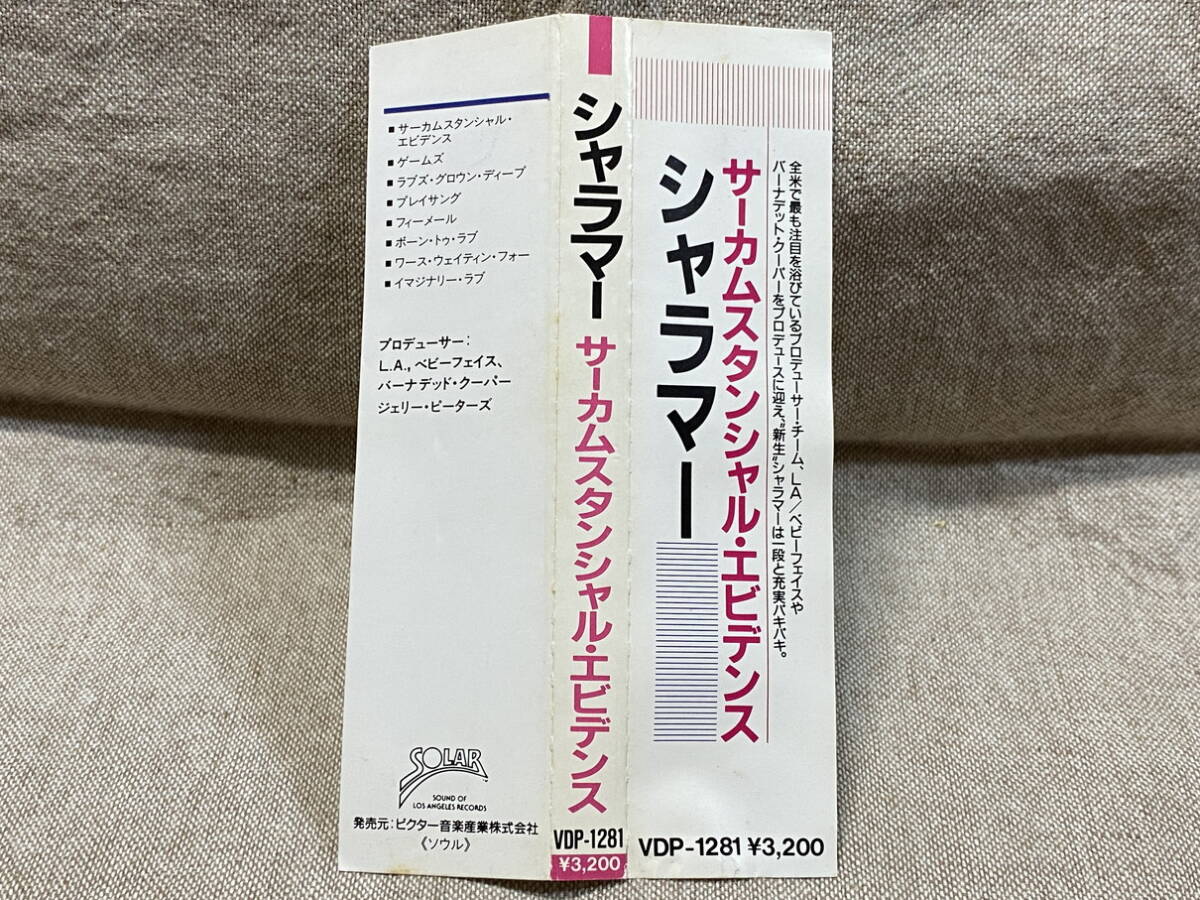 ■サーカムスタンシャル・
エビデンス
■ゲームズ
■ラブズ・グロウン・ディープ
■プレイサング
■フィーメール
■ボーン・トゥ・ラブ
■ワース・ウェイティン・フォー
■イマジナリー・ラブ
プロデューサー:
L.A., ベビーフェイス、
バーナデッド・クーパー
ジェリー・ピーターズ
SOLAR
SOUND OF
LOS ANGELES RECORDS
発売元:ビクター音楽産業株式会社
《ソウル》
シャラマー サーカムスタンシャル・エビデンス
VDP-1281
¥3,200
全米で最も注目を浴びているプロデューサー・チーム、LA/ベビーフェイスや
バーナデット・クーパーをプロデュースに迎え、"新生"シャラマーは一段と充実バキバキ。
サーカムスタンシャル・エビデンス
シャラマー
VDP-1281 ¥3,200